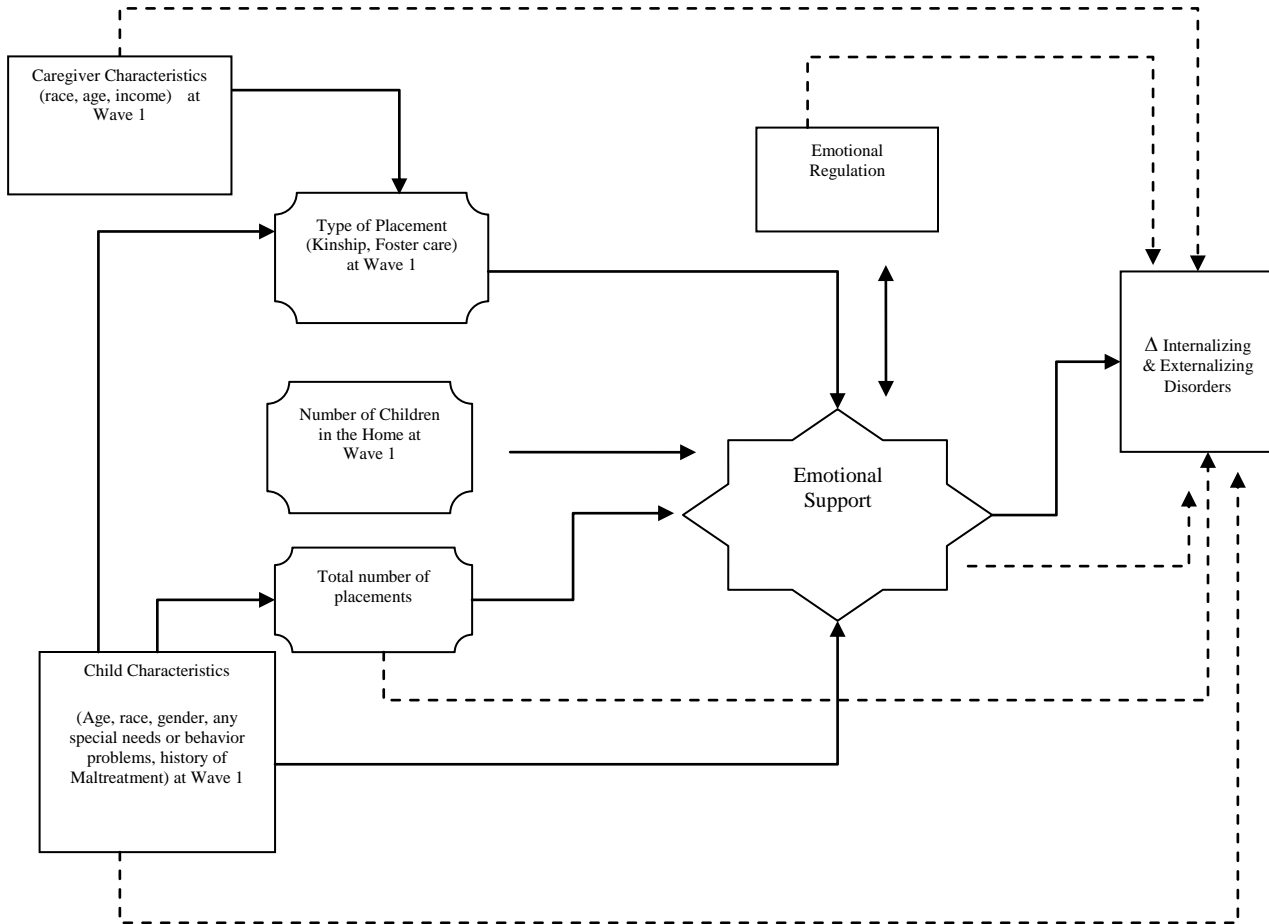 Caregiver Characteristics
(race, age, income) at
Wave 1
Emotional
Regulation
Type of Placement
(Kinship, Foster care)
at Wave 1
Δ Internalizing
& Externalizing
Disorders
Number of Children
in the Home at
Wave 1
Emotional
Support
Total number of
placements
Child Characteristics
(Age, race, gender, any
special needs or behavior
problems, history of
Maltreatment) at Wave 1